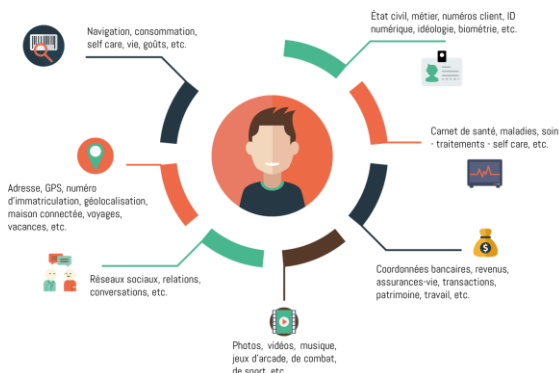 Navigation, consommation,
self care, vie, goûts, etc.
État civil, métier, numéros client, ID
numérique, idéologie, biométrie, etc.
Carnet de santé, maladies, soin
- traitements - self care, etc.
Adresse, GPS, numéro
d'immatriculation, géolocalisation,
maison connectée, voyages,
vacances, etc.
Coordonnées bancaires, revenus,
assurances-vie, transactions,
patrimoine, travail, etc.
Réseaux sociaux, relations,
conversations, etc.
Photos, vidéos, musique,
jeux d'arcade, de combat,
de sport, etc.